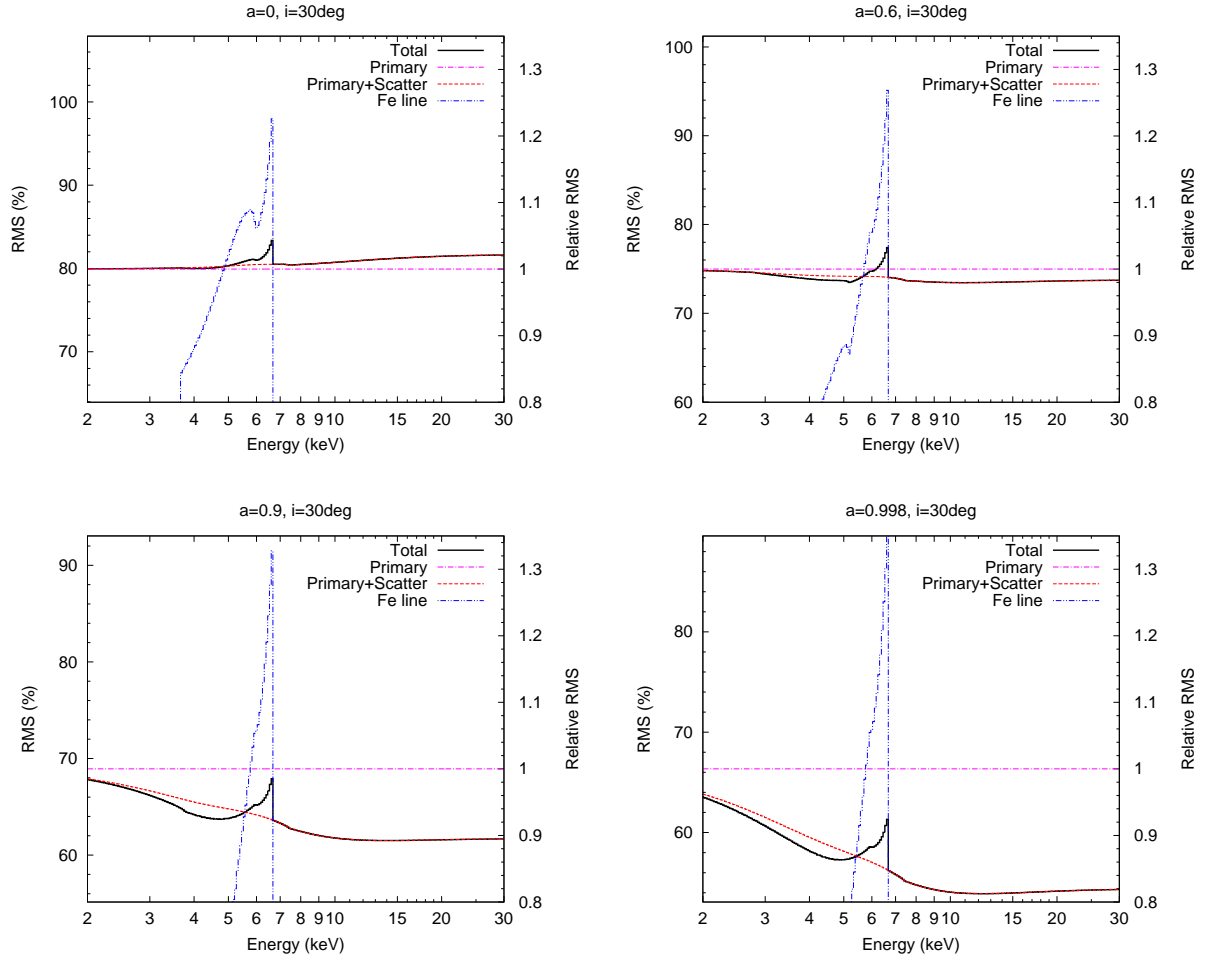 a=0, i=30deg
Total
Primary
Primary+Scatter
Fe line
RMS (%)
100
90
80
70
Relative RMS
1.3
1.2
1.1
1
0.9
0.8
2 3 4 5 6 7 8 9 10 15 20 30
Energy (keV)
a=0.6, i=30deg
Total
Primary
Primary+Scatter
Fe line
RMS (%)
100
90
80
70
60
Relative RMS
1.3
1.2
1.1
1
0.9
0.8
2 3 4 5 6 7 8 9 10 15 20 30
Energy (keV)
a=0.9, i=30deg
Total
Primary
Primary+Scatter
Fe line
RMS (%)
90
80
70
60
Relative RMS
1.3
1.2
1.1
1
0.9
0.8
2 3 4 5 6 7 8 9 10 15 20 30
Energy (keV)
a=0.998, i=30deg
Total
Primary
Primary+Scatter
Fe line
RMS (%)
80
70
60
Relative RMS
1.3
1.2
1.1
1
0.9
0.8
2 3 4 5 6 7 8 9 10 15 20 30
Energy (keV)